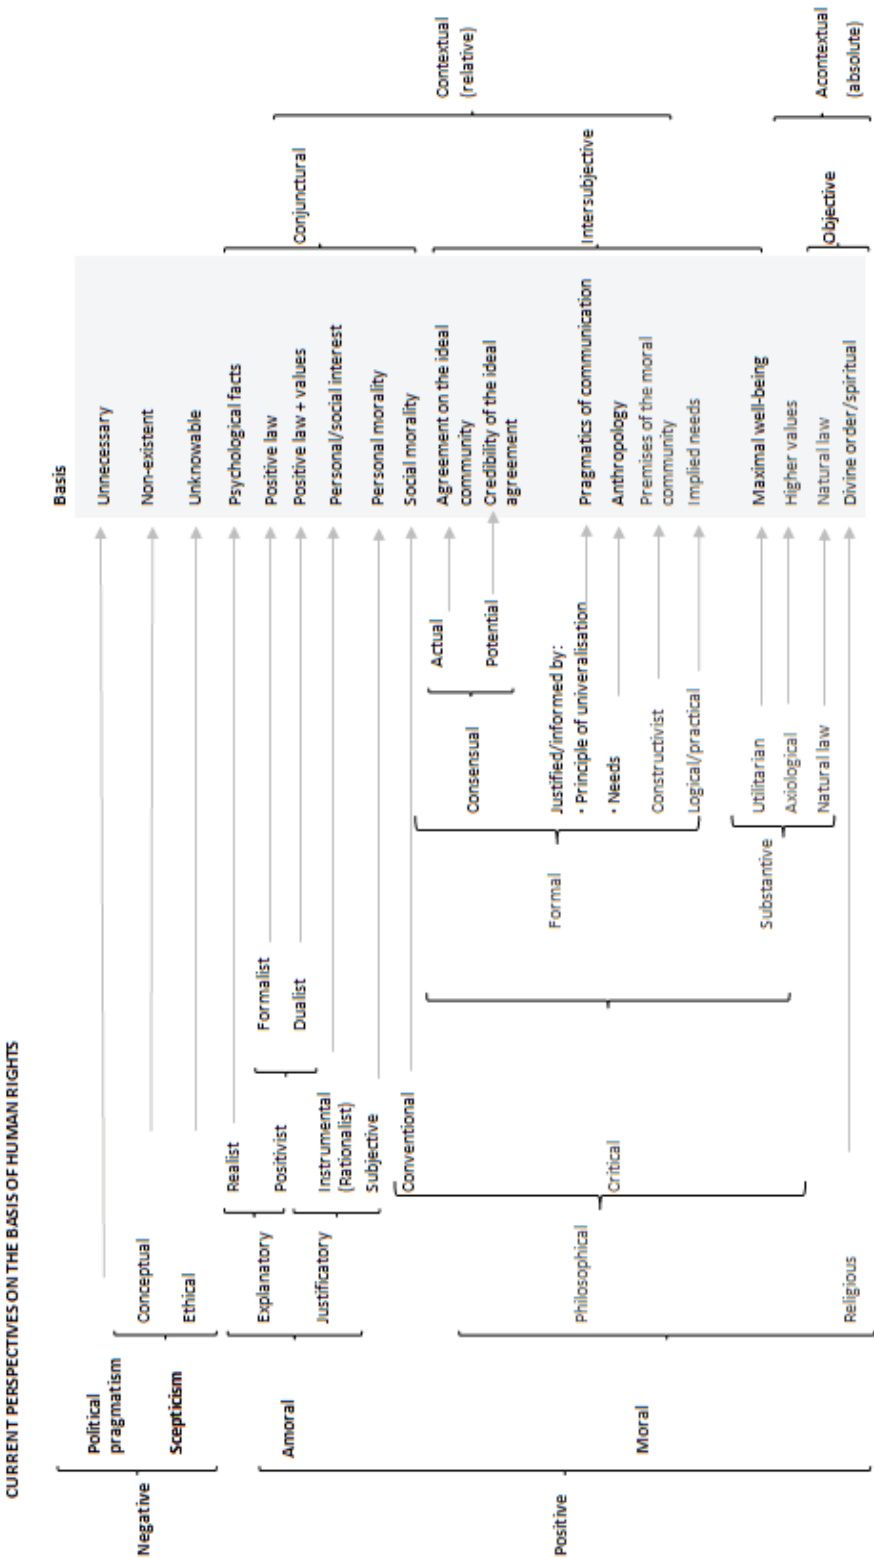 CURRENT PERSPECTIVES ON THE BASIS OF HUMAN RIGHTS
Negative
Political
pragmatism
Scepticism
Conceptual
Ethical
Positive
Amoral
Explanatory
Justificatory
Realist
Positivist
Formalist
Dualist
Instrumental
(Rationalist)
Subjective
Moral
Philosophical
Religious
Conventional
Critical
Formal
Consensual
Actual
Potential
Justified/informed by:
• Principle of univeralisation
• Needs
Constructivist
Logical/practical
Substantive
Utilitarian
Axiological
Natural law
Basis
Unnecessary
Non-existent
Unknowable
Psychological facts
Positive law
Positive law + values
Personal/social interest
Personal morality
Social morality
Agreement on the ideal
community
Credibility of the ideal
agreement
Pragmatics of communication
Anthropology
Premises of the moral
community
Implied needs
Maximal well-being
Higher values
Natural law
Divine order/spiritual
Conjunctural
Intersubjective
Objective
Contextual
(relative)
Acontextual
(absolute)